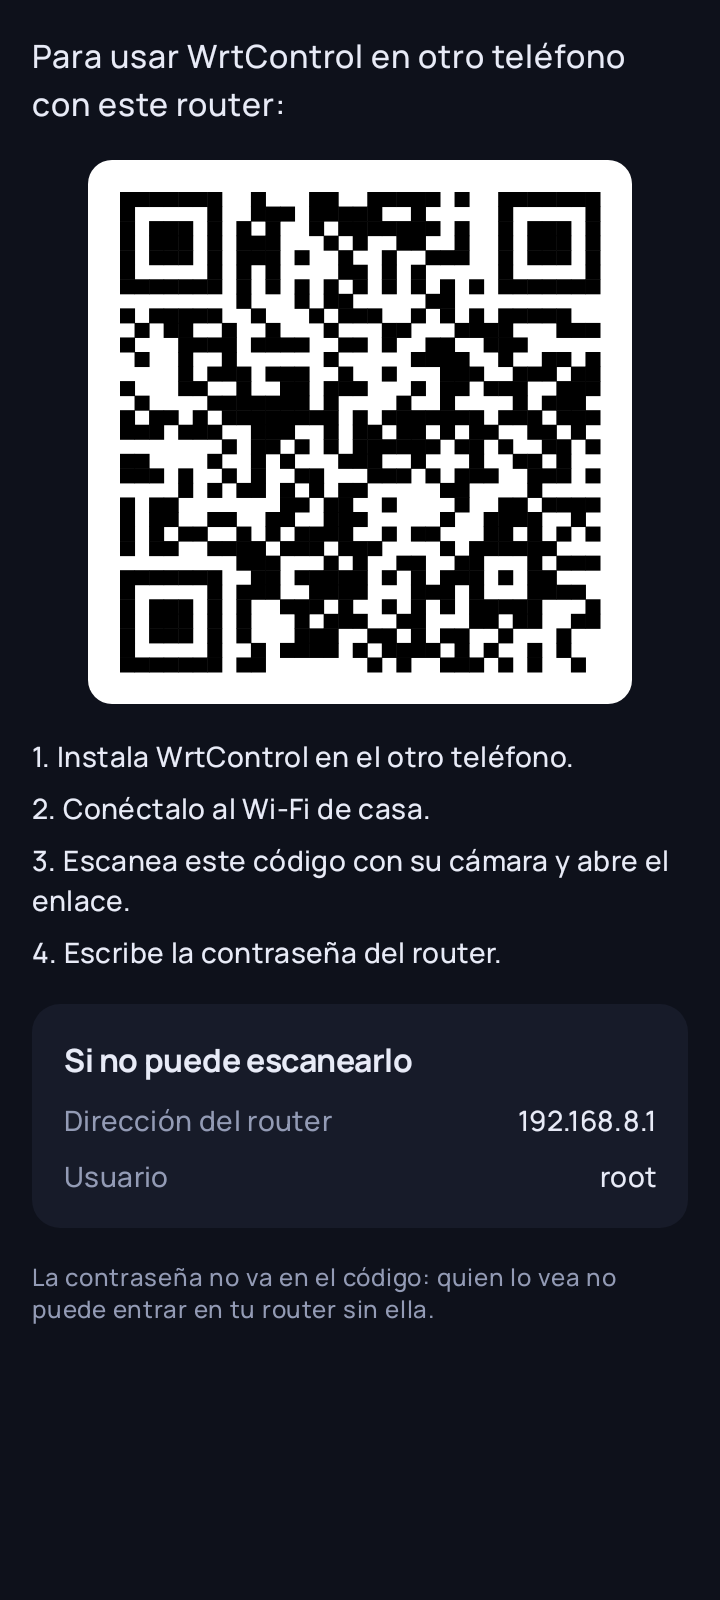 Para usar WrtControl en otro teléfono
con este router:
1. Instala WrtControl en el otro teléfono.
2. Conéctalo al Wi-Fi de casa.
3. Escanea este código con su cámara y abre el
enlace.
4. Escribe la contraseña del router.
Si no puede escanearlo
Dirección del router 192.168.8.1
Usuario root
La contraseña no va en el código: quien lo vea no
puede entrar en tu router sin ella.